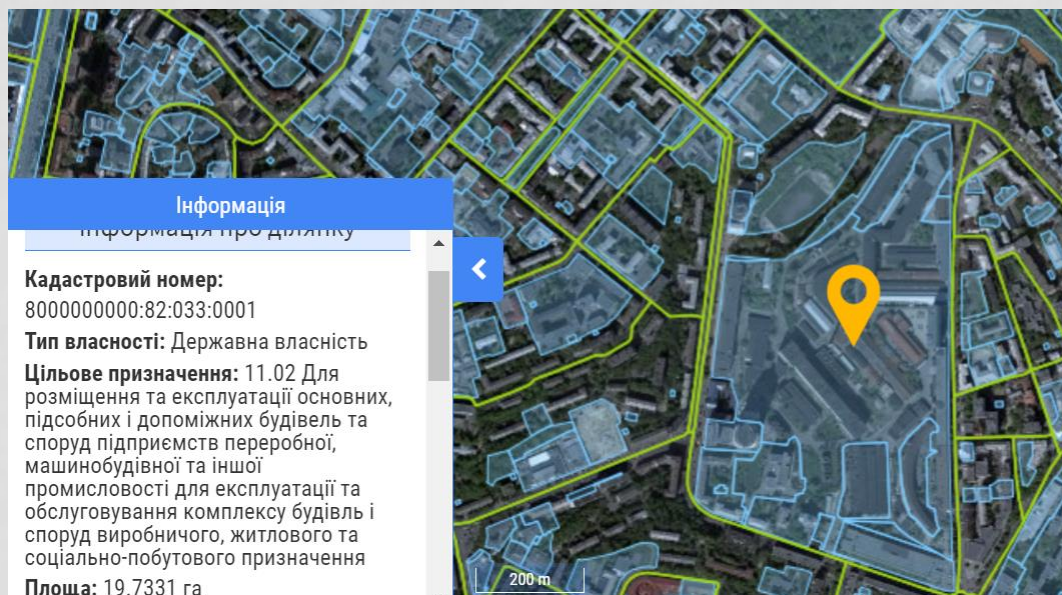 Інформація
Інформація про ділянку
Кадастровий номер:
8000000000:82:033:0001
Тип власності: Державна власність
Цільове призначення: 11.02 Для
розміщення та експлуатації основних,
підсобних і допоміжних будівель та
споруд підприємств переробної,
машинобудівної та іншої
промисловості для експлуатації та
обслуговування комплексу будівль і
споруд виробничого, житлового та
соціально-побутового призначення
Площа: 19.7331 га
200 m